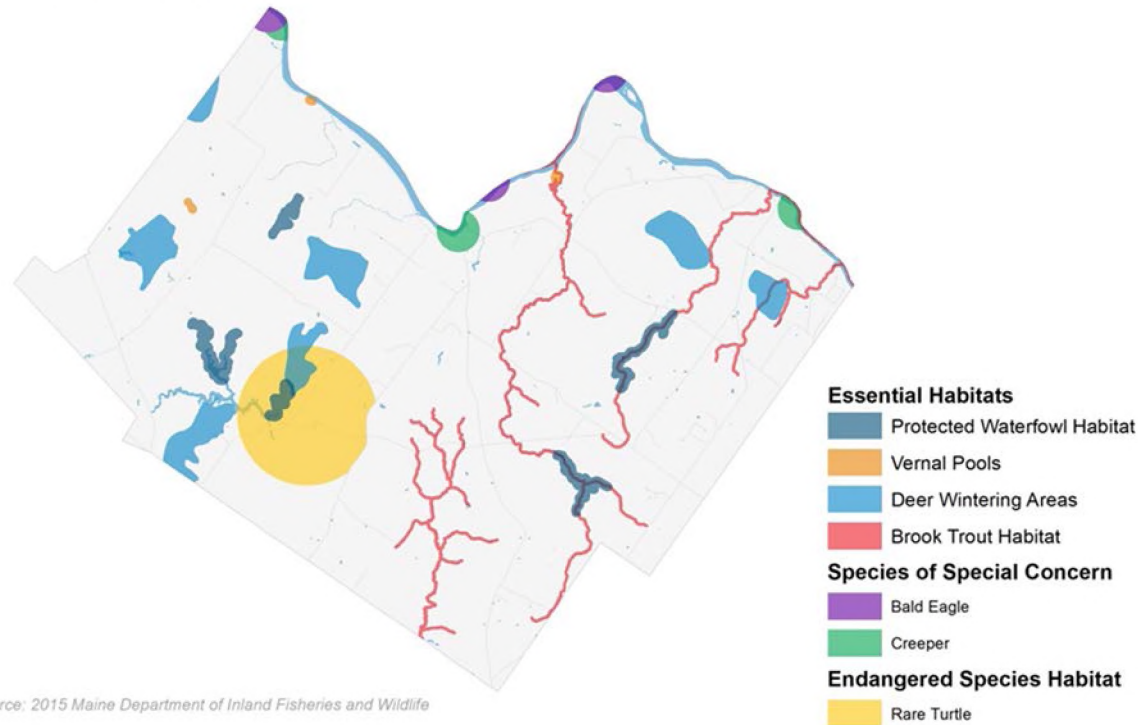 Essential Habitats
Protected Waterfowl Habitat
Vernal Pools
Deer Wintering Areas
Brook Trout Habitat
Species of Special Concern
Bald Eagle
Creeper
Endangered Species Habitat
Rare Turtle
rce: 2015 Maine Department of Inland Fisheries and Wildlife